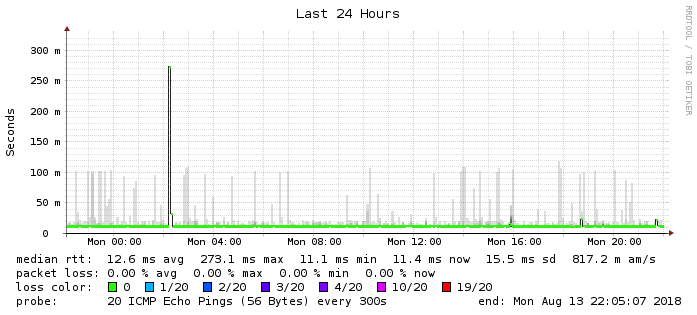 Last 24 Hours
RRDTOOL / TOBI OETIKER
Seconds
300 m
250 m
200 m
150 m
100 m
50 m
0
Mon 00:00 Mon 04:00 Mon 08:00 Mon 12:00 Mon 16:00 Mon 20:00
median rtt: 12.6 ms avg 273.1 ms max 11.1 ms min 11.4 ms now 15.5 ms sd 817.2 m am/s
packet loss: 0.00 % avg 0.00 % max 0.00 % min 0.00 % now
loss color: 0 1/20 2/20 3/20 4/20 10/20 19/20
probe: 20 ICMP Echo Pings (56 Bytes) every 300s end: Mon Aug 13 22:05:07 2018